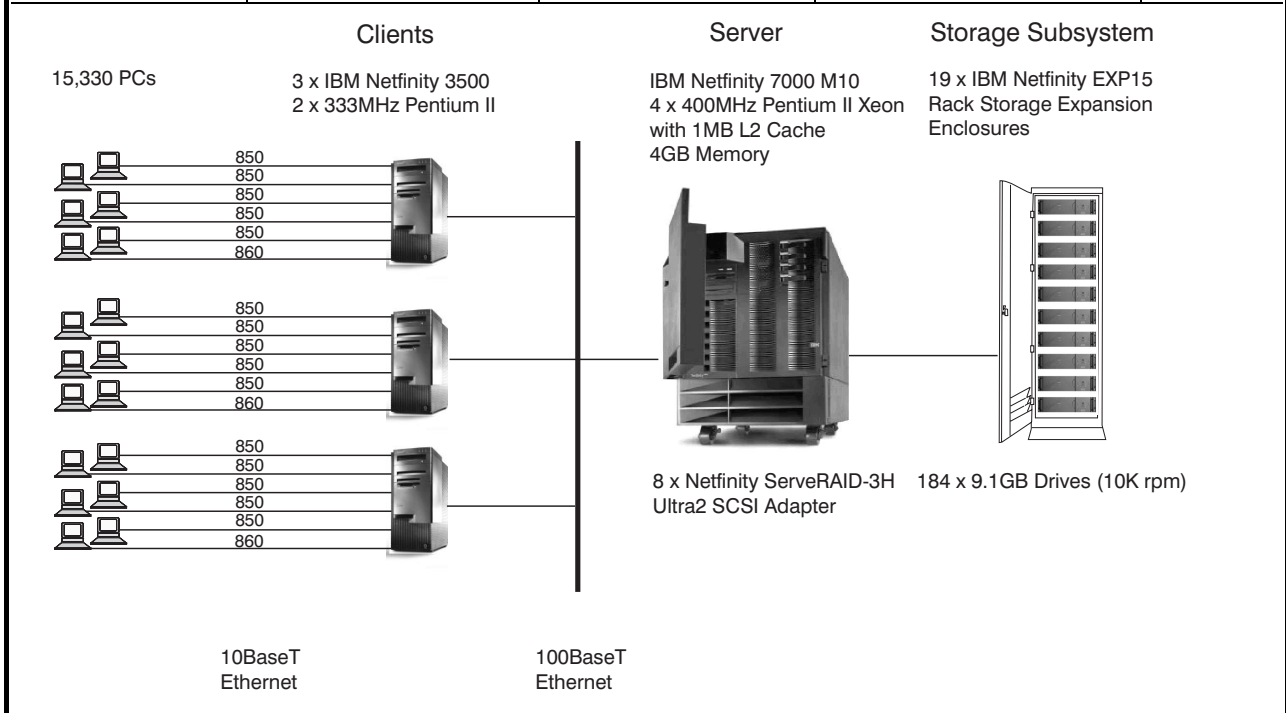 Clients
Server
Storage Subsystem
15,330 PCs
3 x IBM Netfinity 3500
2 x 333MHz Pentium II
IBM Netfinity 7000 M10
4 x 400MHz Pentium II Xeon
with 1MB L2 Cache
4GB Memory
19 x IBM Netfinity EXP15
Rack Storage Expansion
Enclosures
850
850
850
850
850
860
850
850
850
850
850
860
850
850
850
850
850
860
8 x Netfinity ServeRAID-3H
Ultra2 SCSI Adapter
184 x 9.1GB Drives (10K rpm)
10BaseT
Ethernet
100BaseT
Ethernet